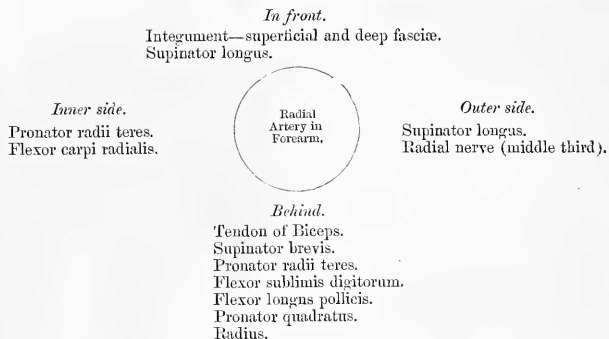 In front.
Integument—superficial and deep fasciæ.
Supinator longus.
Inner side.
Pronator radii teres.
Flexor carpi radialis.
Radial
Artery in
Forearm.
Outer side.
Supinator longus.
Radial nerve (middle third).
Behind.
Tendon of Biceps.
Supinator brevis.
Pronator radii teres.
Flexor sublimis digitorum.
Flexor longus pollicis.
Pronator quadratus.
Radius.